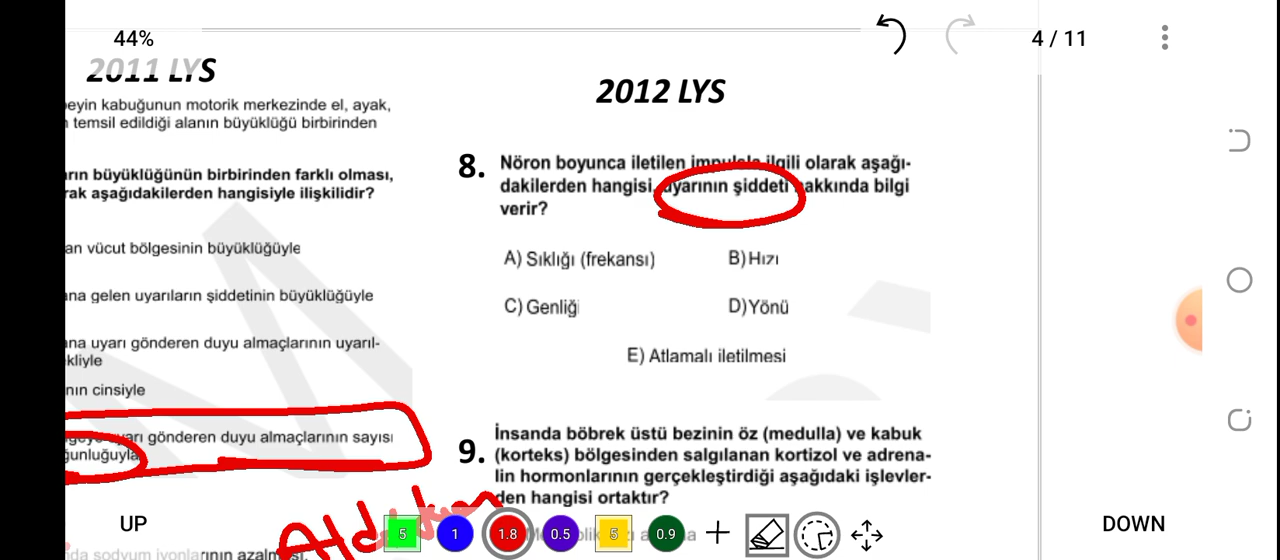 44%
4 / 11
2011 LYS
beyin kabuğunun motorik merkezinde el, ayak,
temsil edildiği alanın büyüklüğü birbirinden
arın büyüklüğünün birbirinden farklı olması,
rak aşağıdakilerden hangisiyle ilişkilidir?
an vücut bölgesinin büyüklüğüyle
ana gelen uyarıların şiddetinin büyüklüğüyle
ana uyarı gönderen duyu almaçlarının uyarıl-
kliyle
nın cinsiyle
uyarı gönderen duyu almaçlarının sayısı
ğunluğuyla
2012 LYS
8. Nöron boyunca iletilen impulsla ilgili olarak aşağı-
dakilerden hangisi, uyarının şiddeti hakkında bilgi
verir?
A) Sıklığı (frekansı) B) Hızı
C) Genliği D) Yönü
E) Atlamalı iletilmesi
9. İnsanda böbrek üstü bezinin öz (medulla) ve kabuk
(korteks) bölgesinden salgılanan kortizol ve adrena-
lin hormonlarının gerçekleştirdiği aşağıdaki işlevler-
den hangisi ortaktır?
UP
5 1 1.8 0.5 5 0.9
DOWN
da sodyum iyonlarının azalması,